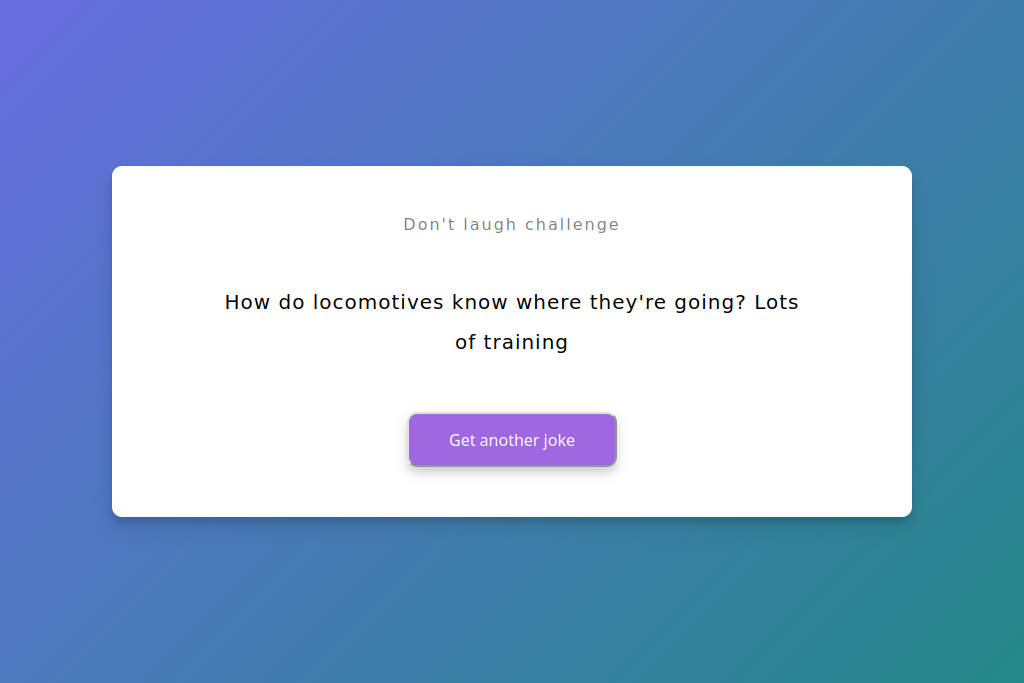 Don't laugh challenge
How do locomotives know where they're going? Lots
of training
Get another joke